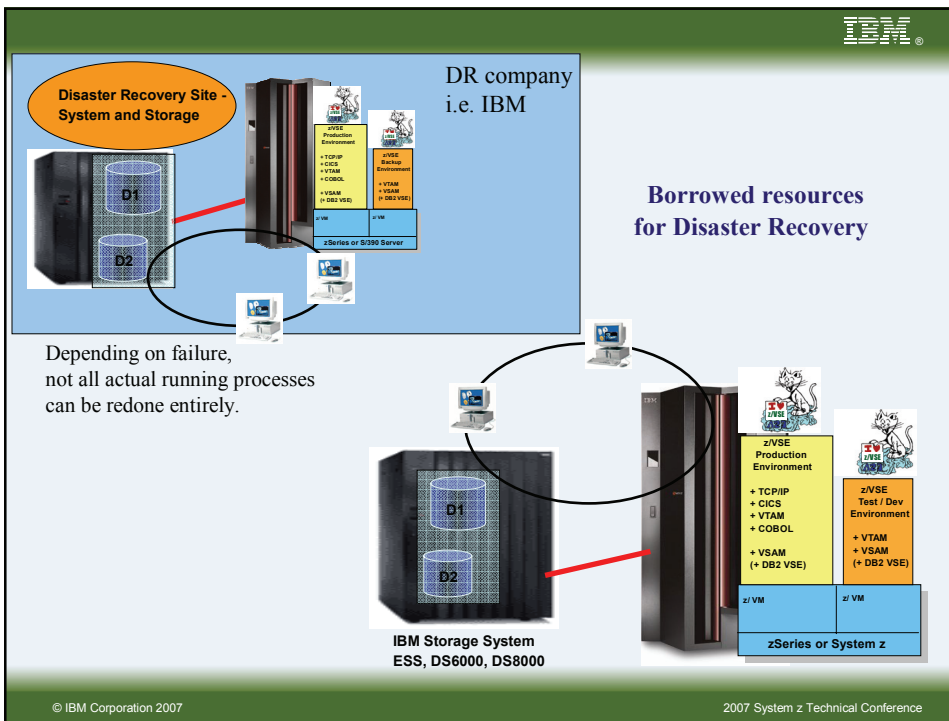 IBM®
Disaster Recovery Site -
System and Storage
DR company
i.e. IBM
z/VSE
Production
Environment
+ TCP/IP
+ CICS
+ VTAM
+ COBOL
+ VSAM
(+ DB2 VSE)
z/VSE
Backup
Environment
+ VTAM
+ VSAM
(+ DB2 VSE)
z/ VM
z/ VM
zSeries or S/390 Server
D1
D2
Borrowed resources
for Disaster Recovery
Depending on failure,
not all actual running processes
can be redone entirely.
IBM
I ♥
z/VSE
z/VSE
Production
Environment
+ TCP/IP
+ CICS
+ VTAM
+ COBOL
+ VSAM
(+ DB2 VSE)
I ♥
z/VSE
z/VSE
Test / Dev
Environment
+ VTAM
+ VSAM
(+ DB2 VSE)
z/ VM
z/ VM
zSeries or System z
D1
D2
IBM Storage System
ESS, DS6000, DS8000
© IBM Corporation 2007
2007 System z Technical Conference